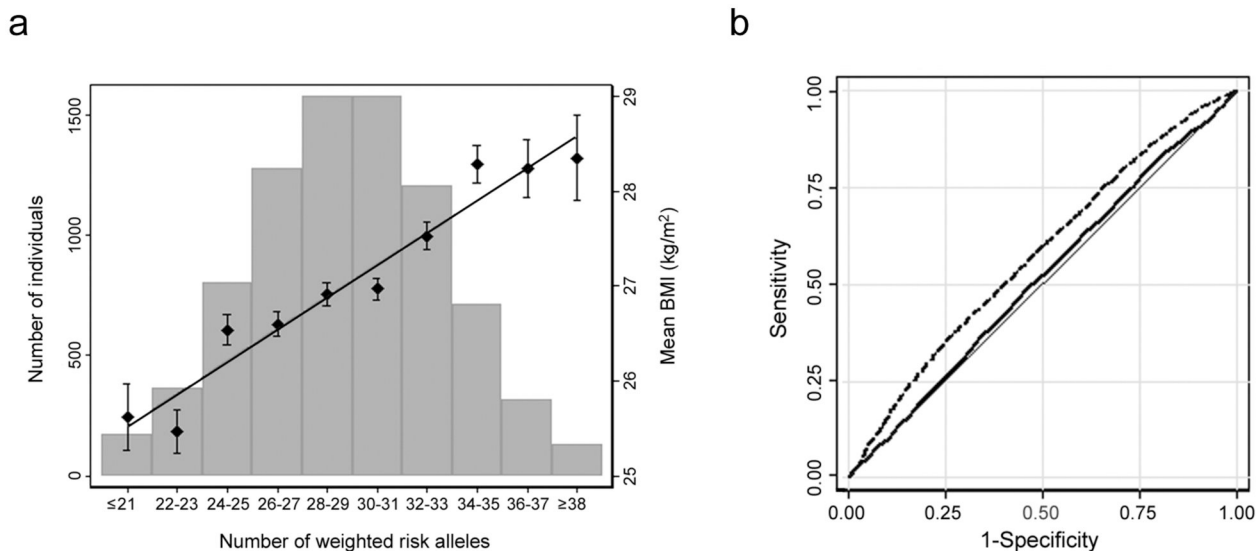 a
b
Number of individuals
1500
1000
500
0
29
28
27
26
25
Mean BMI (kg/m²)
≤21 22-23 24-25 26-27 28-29 30-31 32-33 34-35 36-37 ≥38
Number of weighted risk alleles
Sensitivity
1.00
0.75
0.50
0.25
0.00
0.00 0.25 0.50 0.75 1.00
1-Specificity